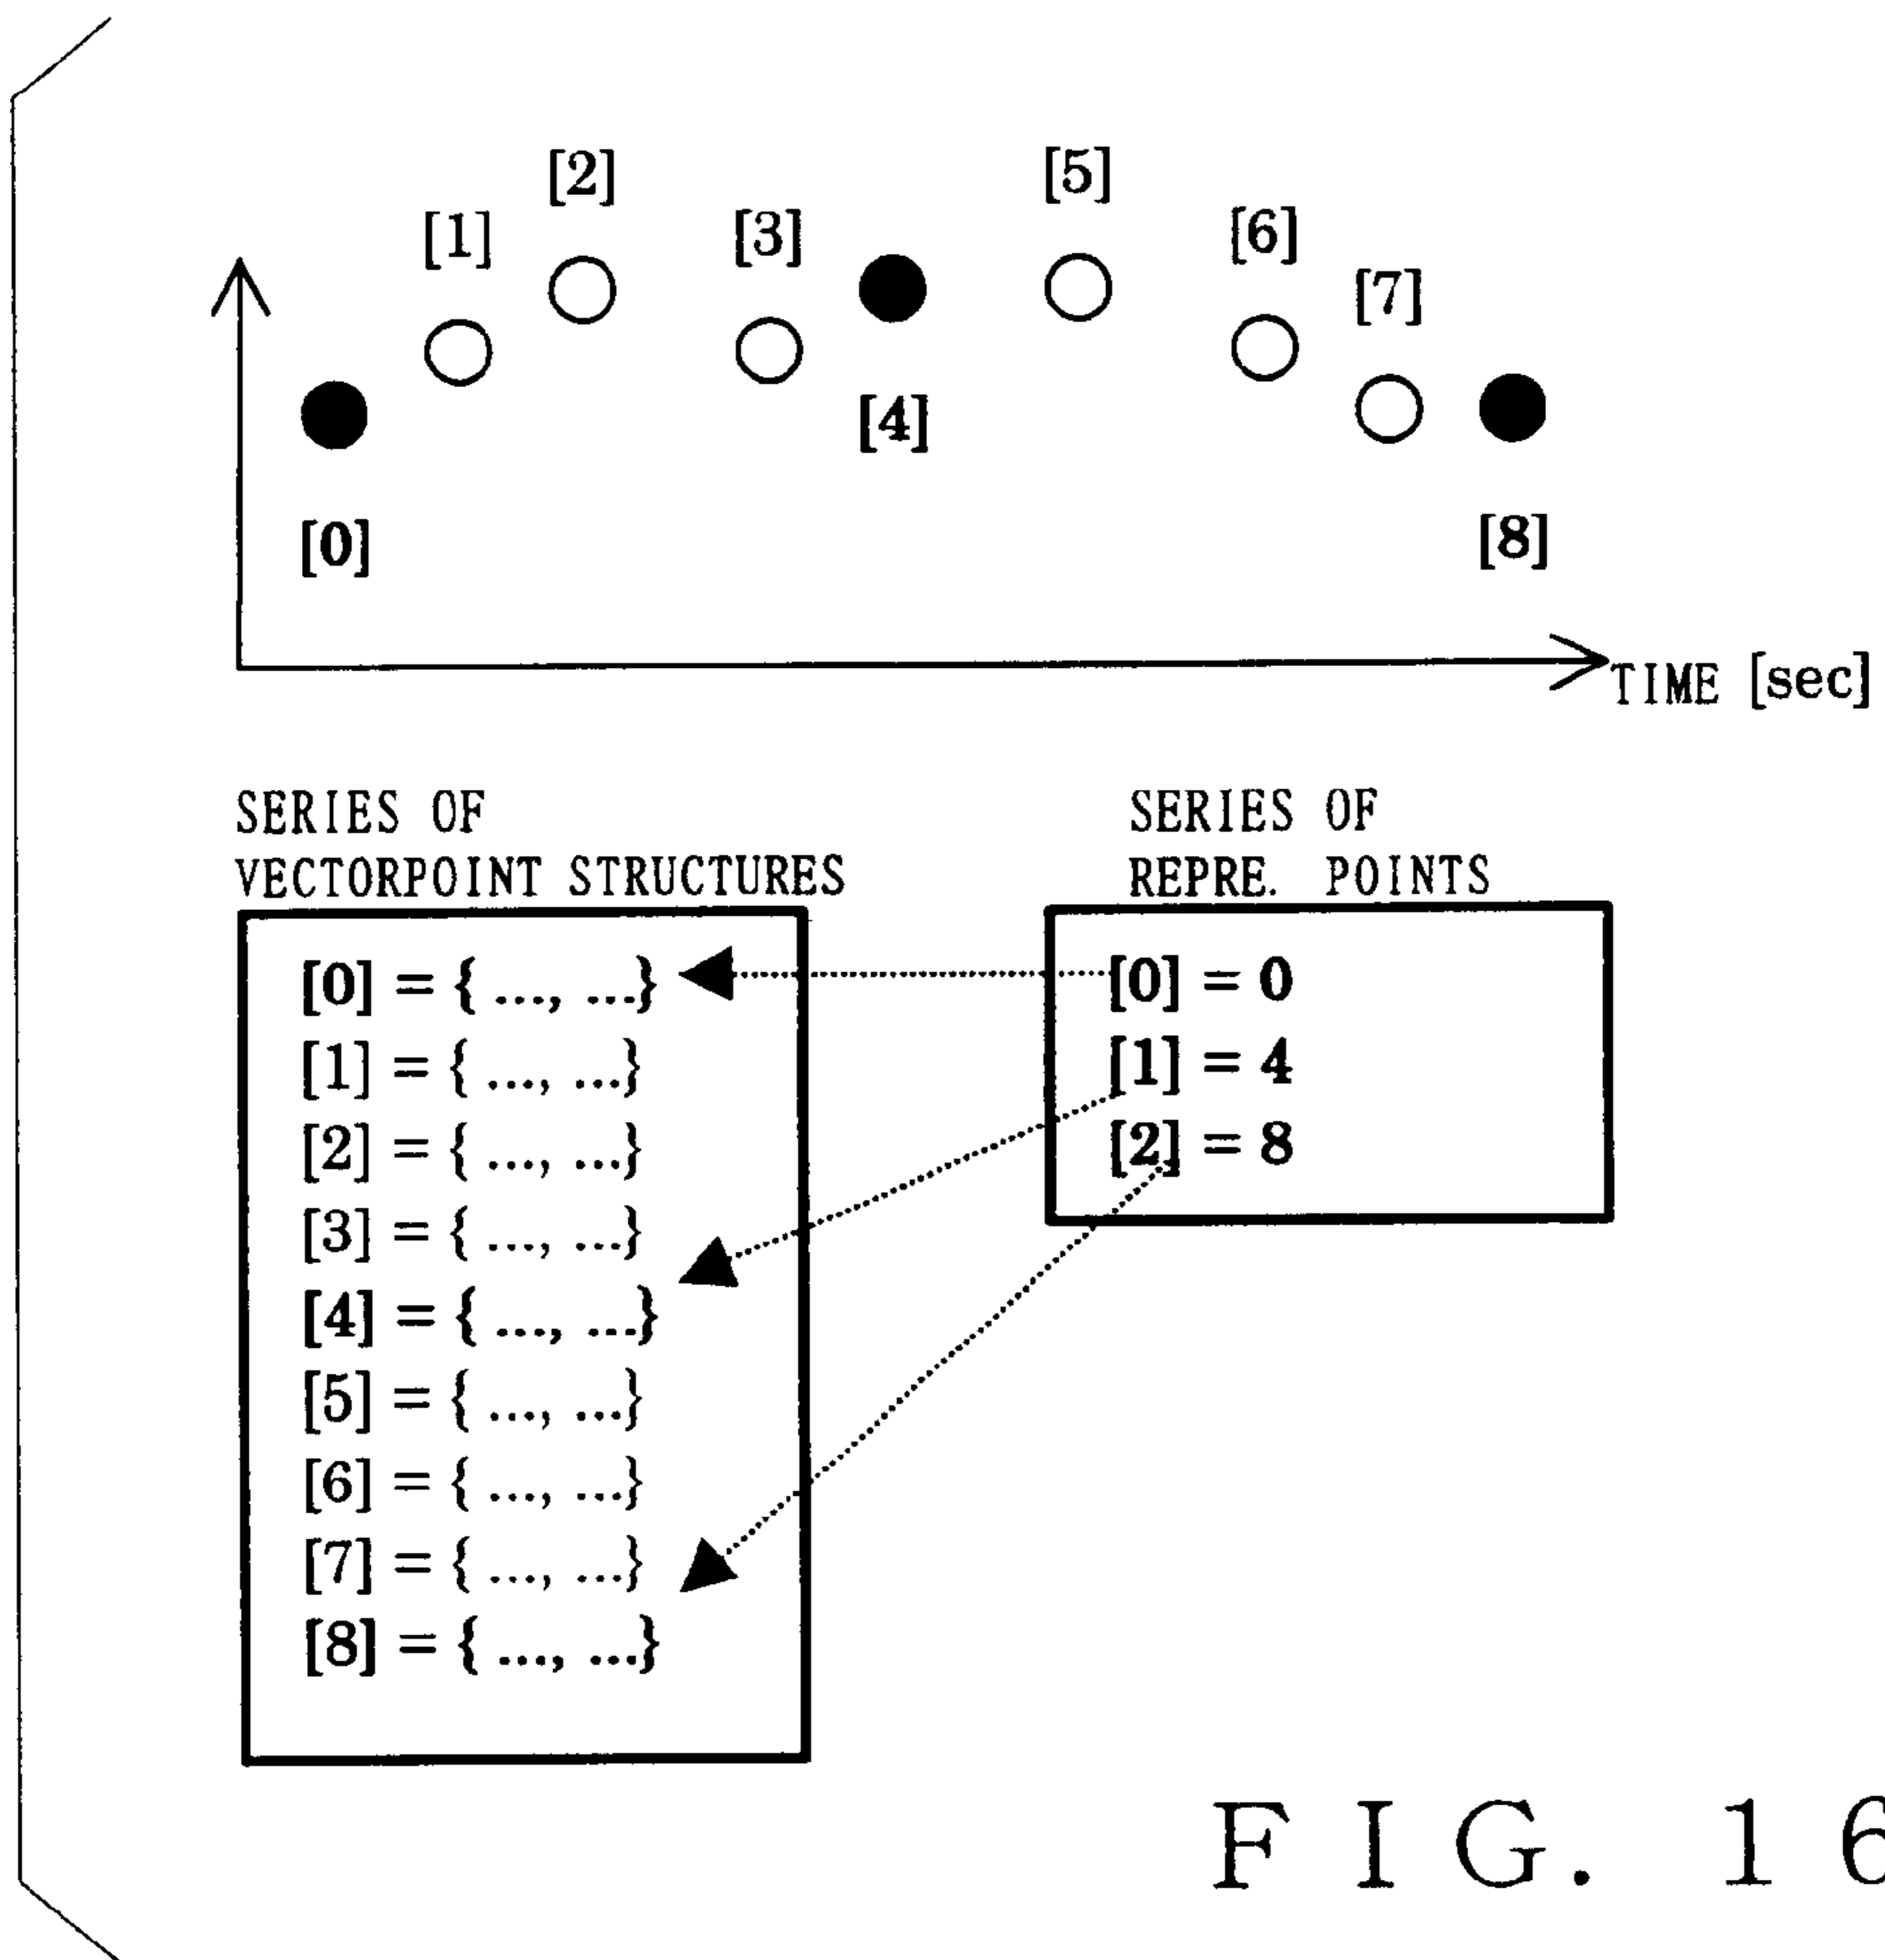 [2] [5]
[1] [3] [6]
[7]
[4]
[0] [8]
TIME [sec]
SERIES OF
VECTORPOINT STRUCTURES
[0] = { ..., ...}
[1] = { ..., ...}
[2] = { ..., ...}
[3] = { ..., ...}
[4] = { ..., ...}
[5] = { ..., ...}
[6] = { ..., ...}
[7] = { ..., ...}
[8] = { ..., ...}
SERIES OF
REPRE. POINTS
[0] = 0
[1] = 4
[2] = 8
FIG. 16